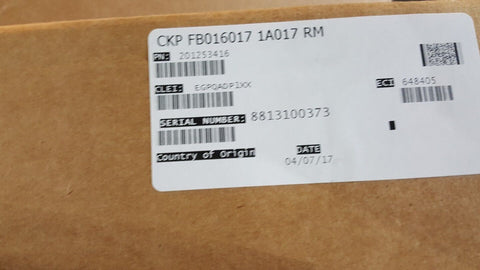 CKP FB016017 1A017 RM
PN: 201253416
CLEI: EGPQADP1XX
ECI 648405
SERIAL NUMBER: 8813100373
Country of Origin
DATE
04/07/17